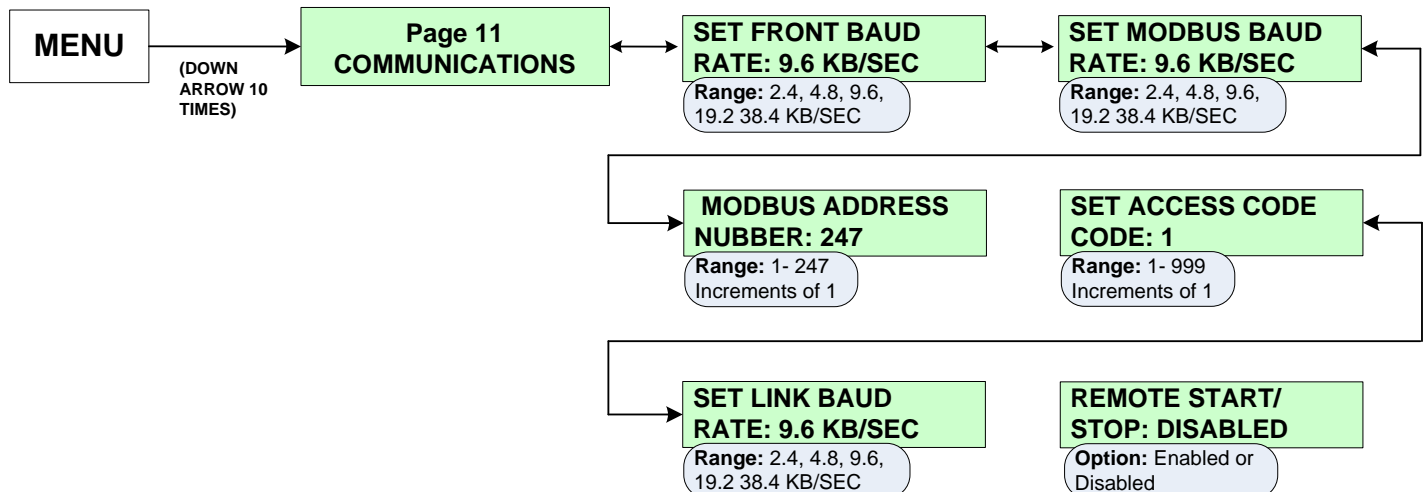 MENU
(DOWN
ARROW 10
TIMES)
Page 11
COMMUNICATIONS
SET FRONT BAUD
RATE: 9.6 KB/SEC
Range: 2.4, 4.8, 9.6,
19.2 38.4 KB/SEC
SET MODBUS BAUD
RATE: 9.6 KB/SEC
Range: 2.4, 4.8, 9.6,
19.2 38.4 KB/SEC
MODBUS ADDRESS
NUBBER: 247
Range: 1- 247
Increments of 1
SET ACCESS CODE
CODE: 1
Range: 1- 999
Increments of 1
SET LINK BAUD
RATE: 9.6 KB/SEC
Range: 2.4, 4.8, 9.6,
19.2 38.4 KB/SEC
REMOTE START/
STOP: DISABLED
Option: Enabled or
Disabled